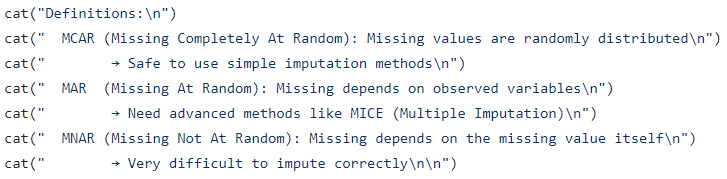 cat("Definitions:\n")
cat("  MCAR (Missing Completely At Random): Missing values are randomly distributed\n")
cat("        → Safe to use simple imputation methods\n")
cat("  MAR  (Missing At Random): Missing depends on observed variables\n")
cat("        → Need advanced methods like MICE (Multiple Imputation)\n")
cat("  MNAR (Missing Not At Random): Missing depends on the missing value itself\n")
cat("        → Very difficult to impute correctly\n\n")